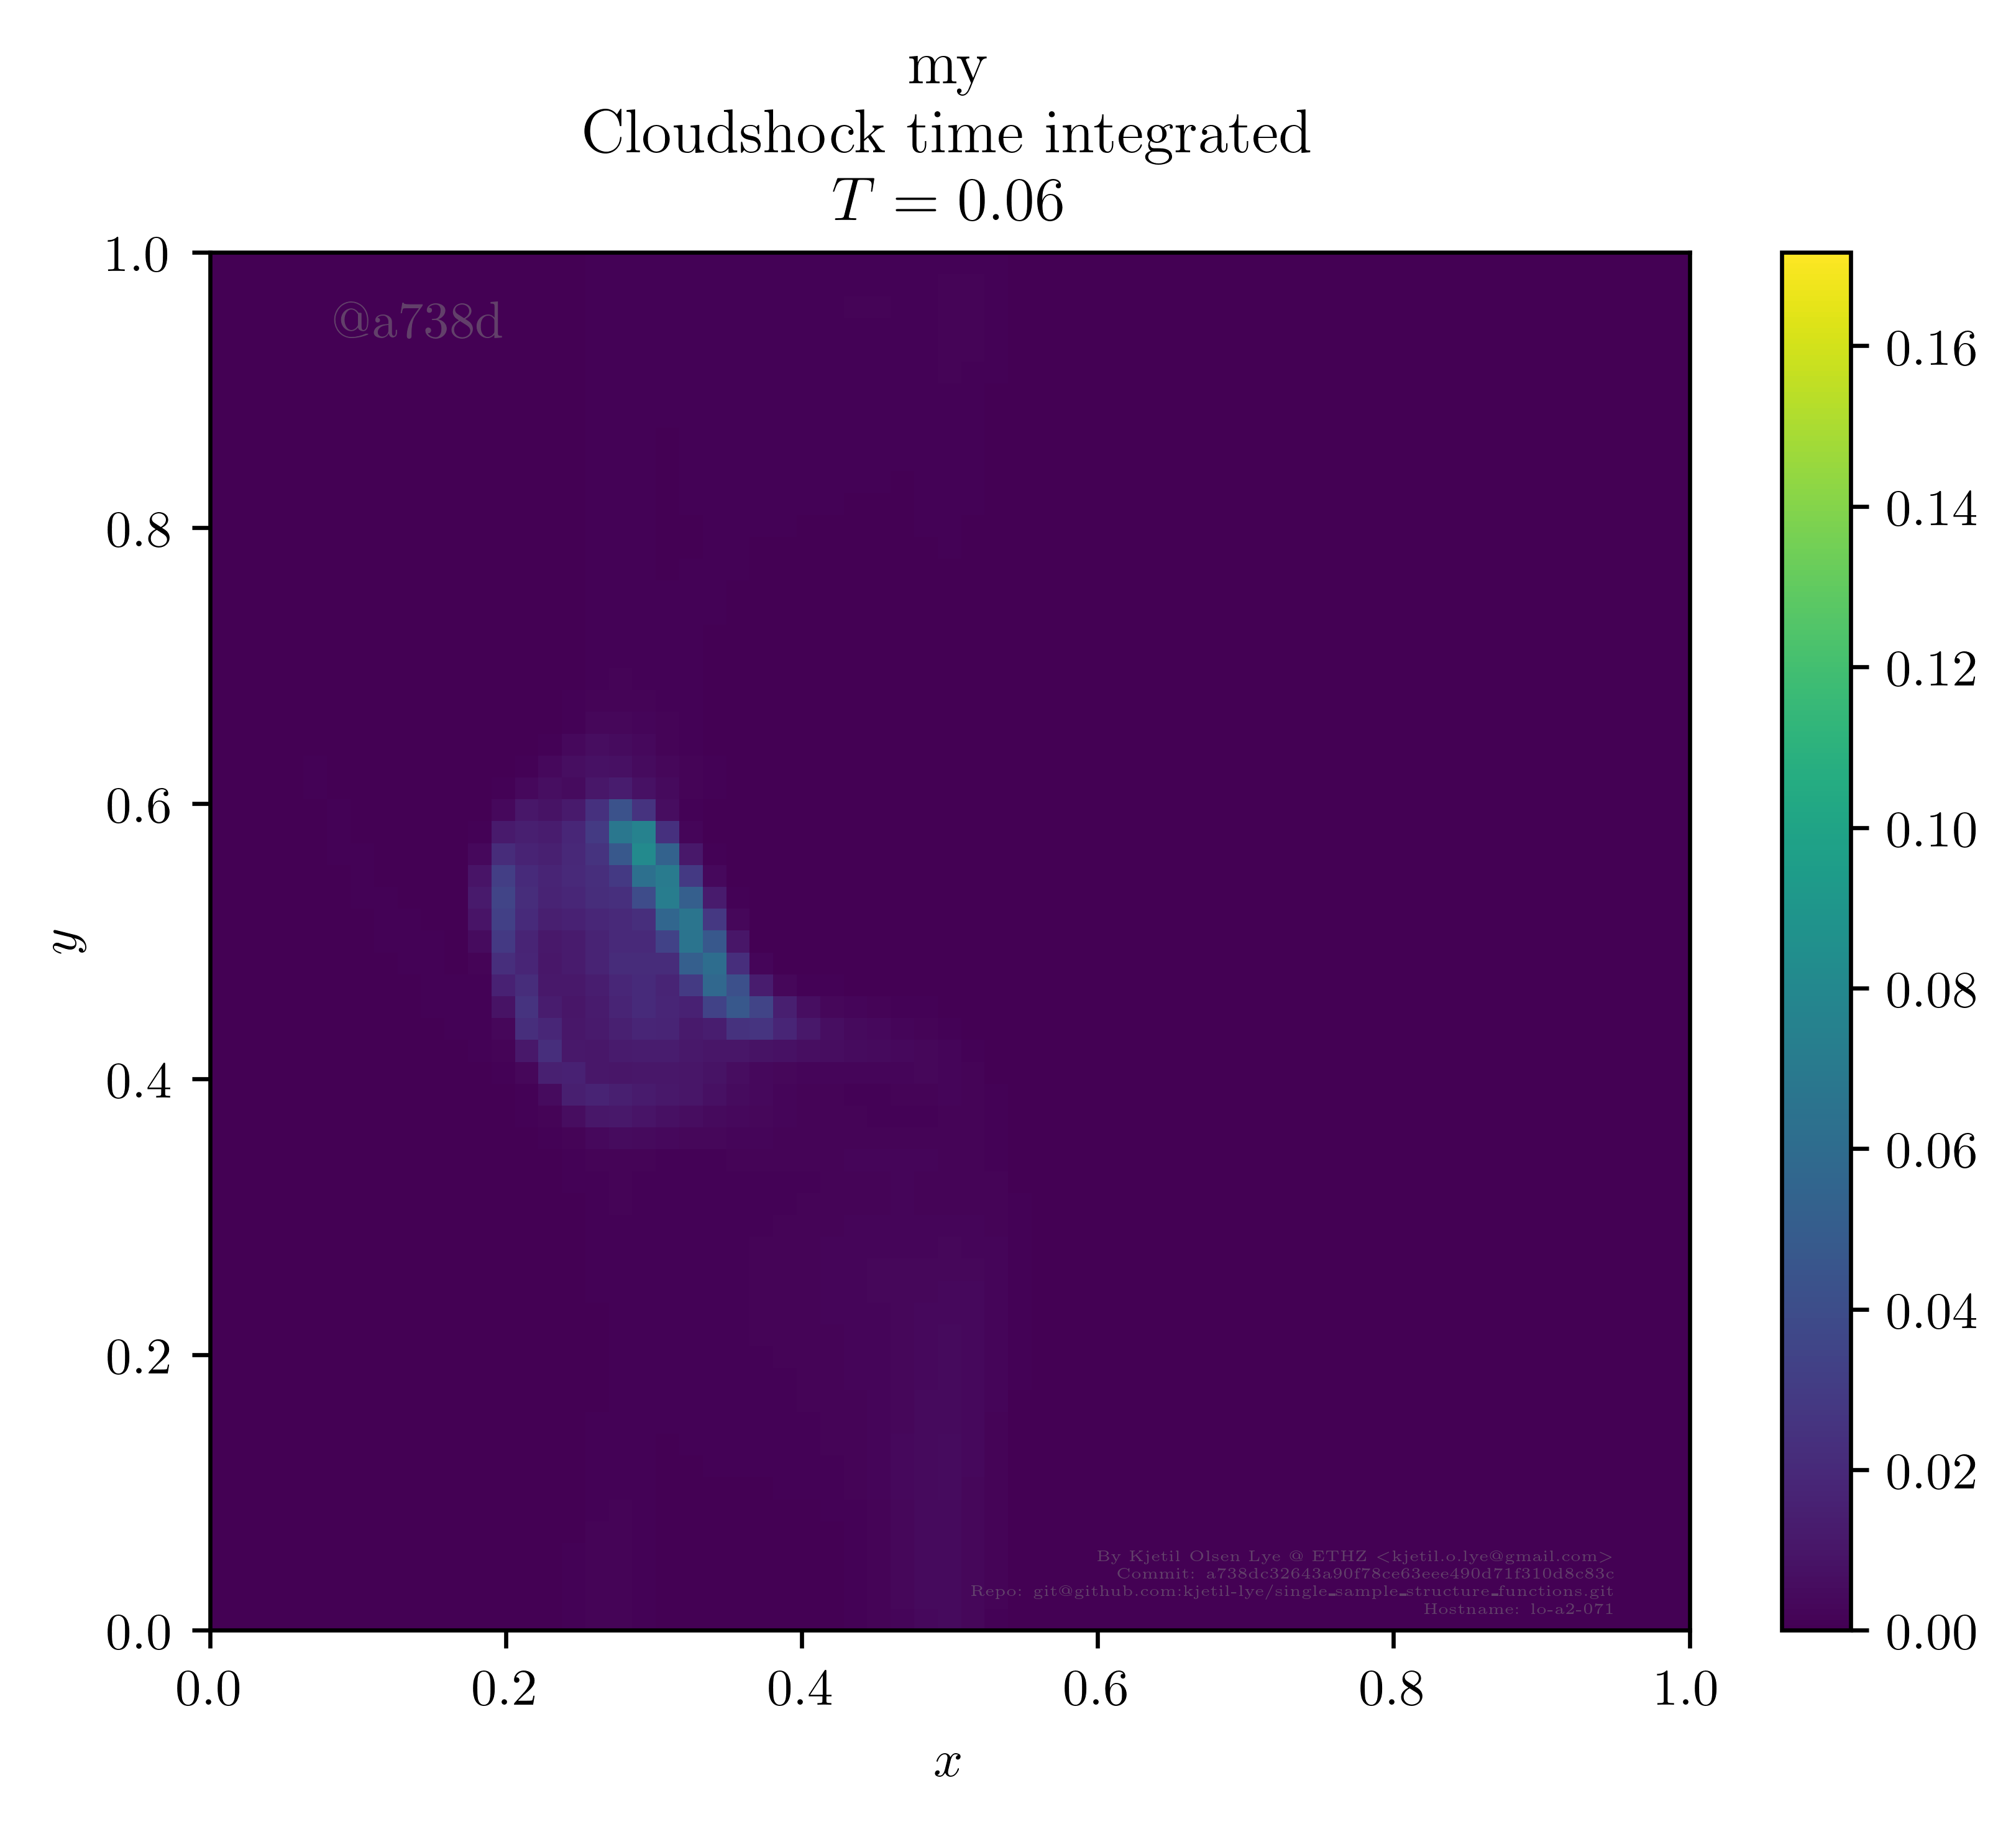 my
Cloudshock time integrated
T = 0.06
1.0
0.8
0.6
0.4
0.2
0.0
y
@a738d
0.16
0.14
0.12
0.10
0.08
0.06
0.04
0.02
0.00
By Kjetil Olsen Lye @ ETHZ <kjetil.o.lye@gmail.com>
Commit: a738dc32643a90f78ce63eee490d71f310d8c83c
Repo: git@github.com:kjetil-lye/single_sample_structure_functions.git
Hostname: lo-a2-071
0.0 0.2 0.4 0.6 0.8 1.0
x